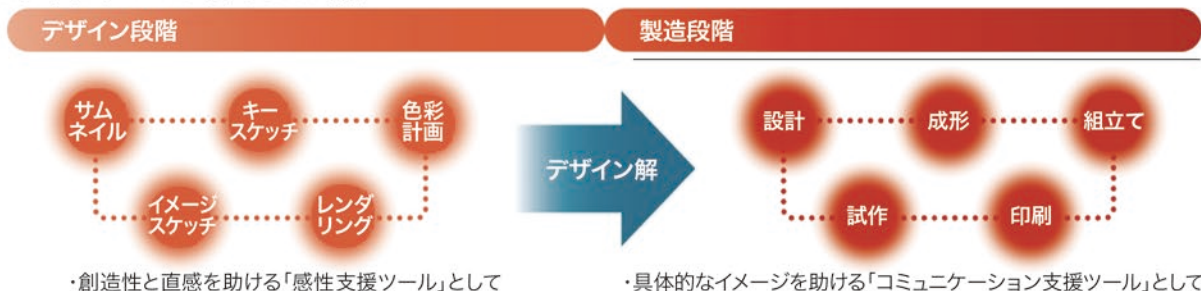 デザイン段階
製造段階
サム
ネイル
キー
スケッチ
色彩
計画
イメージ
スケッチ
レンダ
リング
デザイン解
設計
成形
組立て
試作
印刷
・創造性と直感を助ける「感性支援ツール」として
・具体的なイメージを助ける「コミュニケーション支援ツール」として